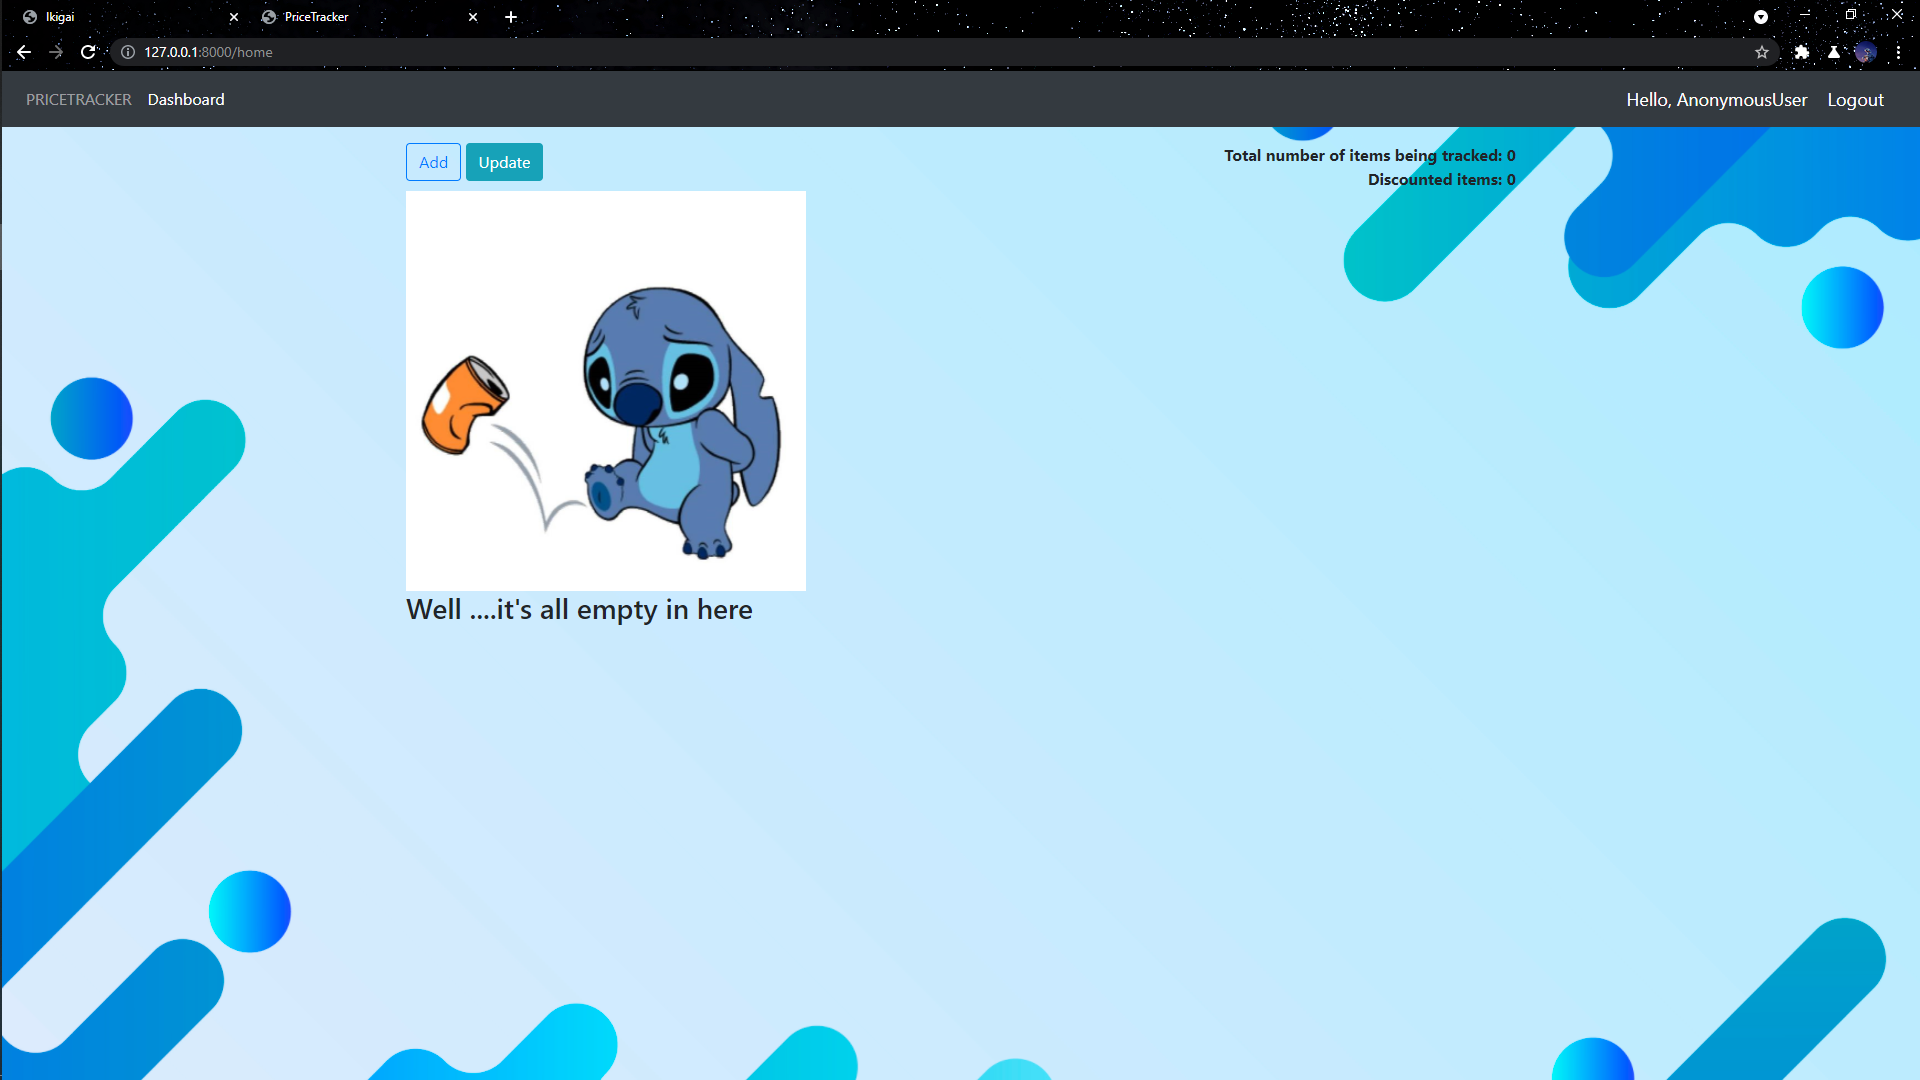 Ikigai
PriceTracker
127.0.0.1:8000/home
PRICETRACKER Dashboard
Hello, AnonymousUser Logout
Add Update
Total number of items being tracked: 0
Discounted items: 0
Well ....it's all empty in here